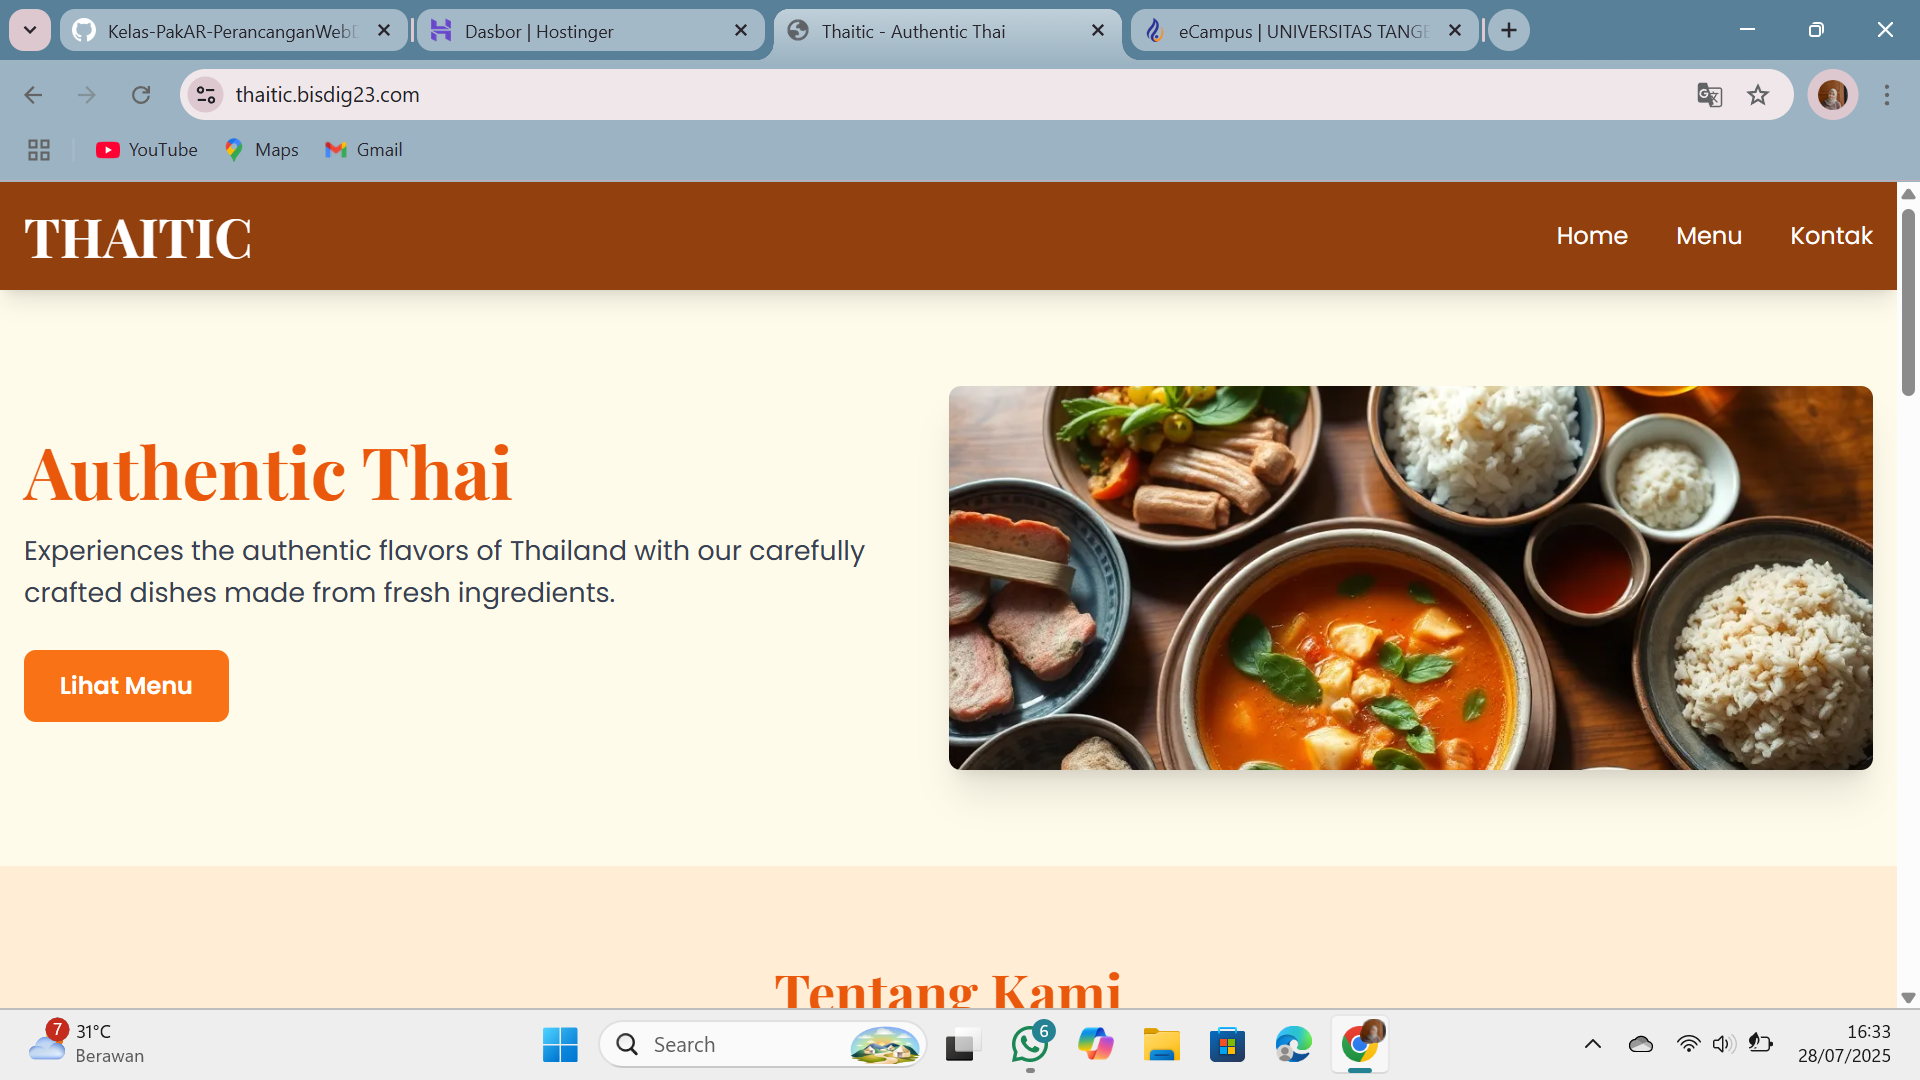 Kelas-PakAR-PerancanganWeb
Dasbor | Hostinger
Thaitic - Authentic Thai
eCampus | UNIVERSITAS TANGE
thaitic.bisdig23.com
YouTube
Maps
Gmail
THAITIC
Home
Menu
Kontak
Authentic Thai
Experiences the authentic flavors of Thailand with our carefully
crafted dishes made from fresh ingredients.
Lihat Menu
Tentang Kami
7
31°C
Berawan
Search
6
16:33
28/07/2025